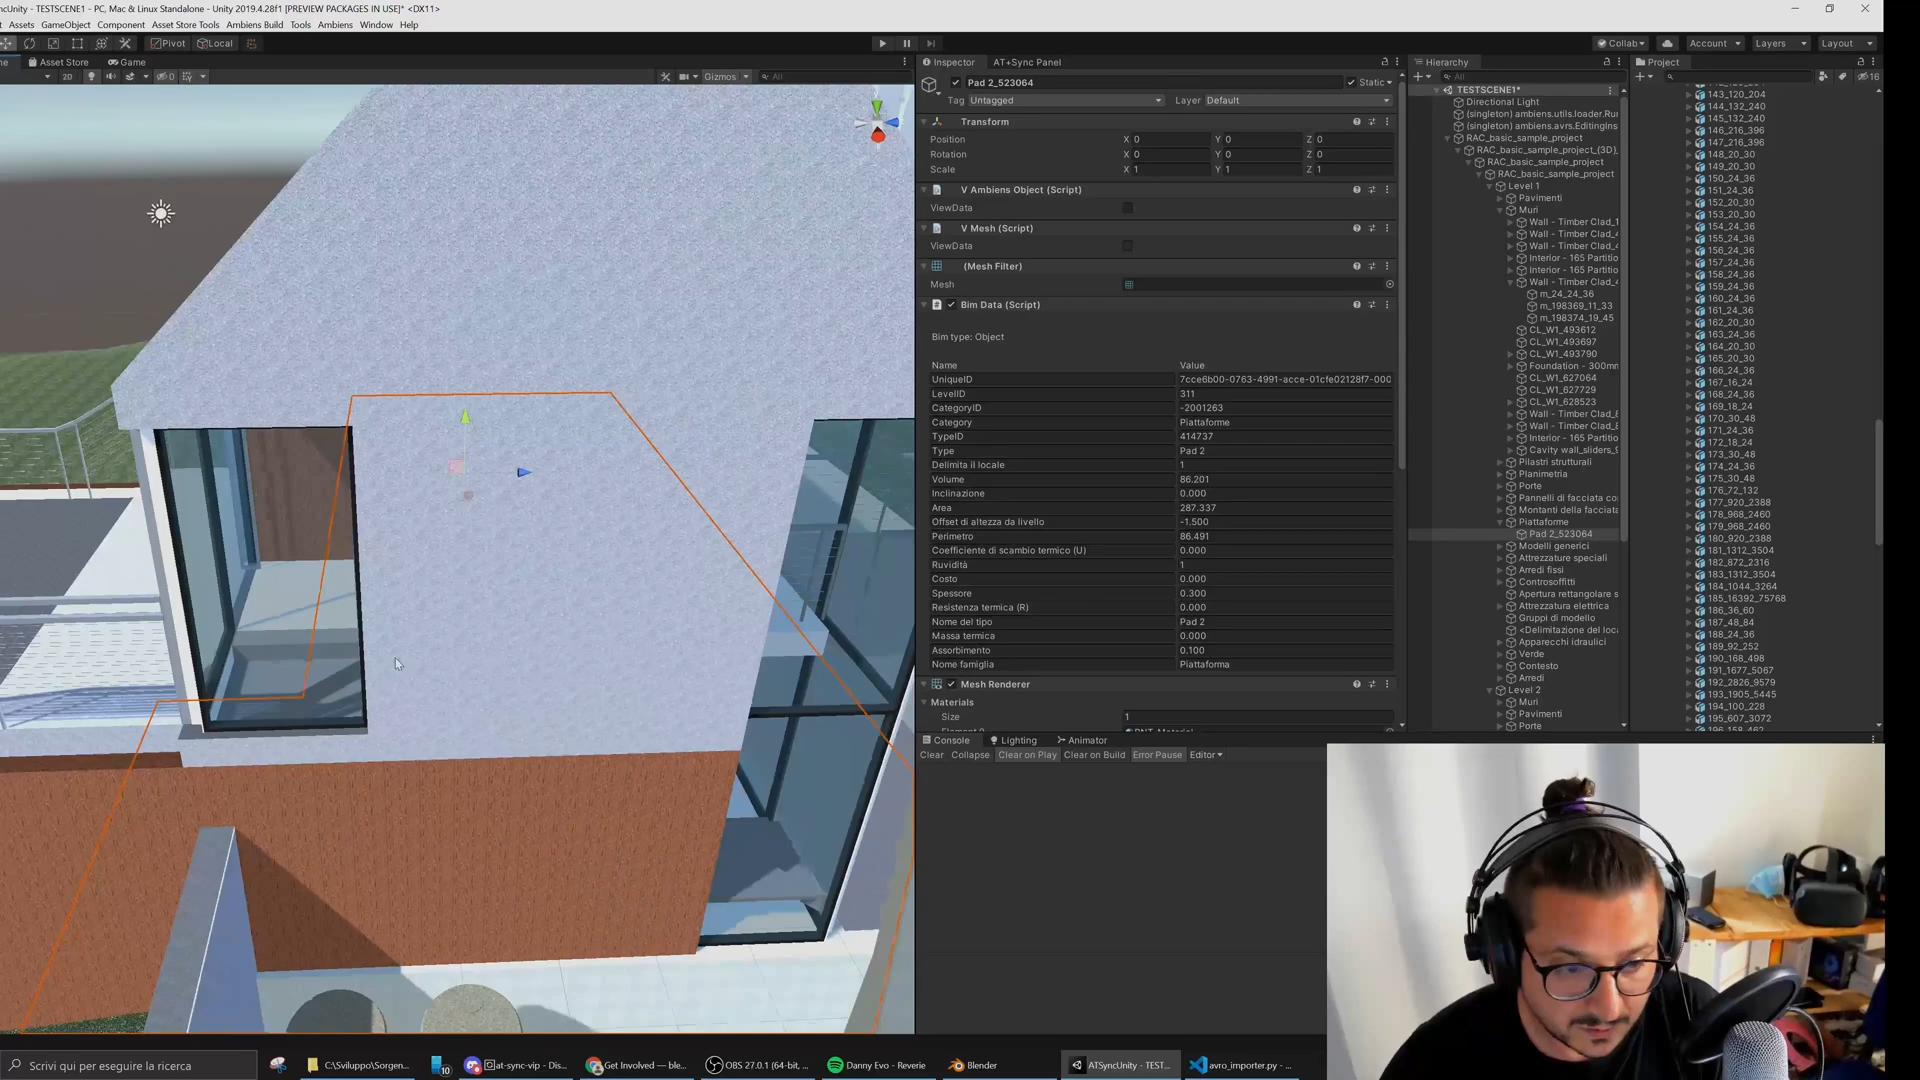 ncUnity - TESTSCENE1 - PC, Mac & Linux Standalone - Unity 2019.4.28f1 [PREVIEW PACKAGES IN USE]* <DX11>
t Assets GameObject Component Asset Store Tools Ambiens Build Tools Ambiens Window Help
Pivot Local
Collab Account Layers Layout
ne Asset Store Game
2D 0 Gizmos All
Inspector AT+Sync Panel
Pad 2_523064 Static
Tag Untagged Layer Default
Transform
Position X 0 Y 0 Z 0
Rotation X 0 Y 0 Z 0
Scale X 1 Y 1 Z 1
V Ambiens Object (Script)
ViewData
V Mesh (Script)
ViewData
(Mesh Filter)
Mesh
Bim Data (Script)
Bim type: Object
Name Value
UniqueID 7cce6b00-0763-4991-acce-01cfe02128f7-000
LevelID 311
CategoryID -2001263
Category Piattaforme
TypeID 414737
Type Pad 2
Delimita il locale 1
Volume 86.201
Inclinazione 0.000
Area 287.337
Offset di altezza da livello -1.500
Perimetro 86.491
Coefficiente di scambio termico (U) 0.000
Ruvidità 1
Costo 0.000
Spessore 0.300
Resistenza termica (R) 0.000
Nome del tipo Pad 2
Massa termica 0.000
Assorbimento 0.100
Nome famiglia Piattaforma
Mesh Renderer
Materials
Size 1
Console Lighting Animator
Clear Collapse Clear on Play Clear on Build Error Pause Editor
Hierarchy
All
TESTSCENE1*
Directional Light
(singleton) ambiens.utils.loader.Rur
(singleton) ambiens.avrs.EditingIns
RAC_basic_sample_project
RAC_basic_sample_project_(3D)_
RAC_basic_sample_project
RAC_basic_sample_project
Level 1
Pavimenti
Muri
Wall - Timber Clad_1
Wall - Timber Clad_4
Wall - Timber Clad_4
Interior - 165 Partitio
Interior - 165 Partitio
Wall - Timber Clad_4
m_24_24_36
m_198369_11_33
m_198374_19_45
CL_W1_493612
CL_W1_493697
CL_W1_493790
Foundation - 300mm
CL_W1_627064
CL_W1_627729
CL_W1_628523
Wall - Timber Clad_8
Wall - Timber Clad_8
Interior - 165 Partitio
Cavity wall_sliders_9
Pilastri strutturali
Planimetria
Porte
Pannelli di facciata co
Montanti della facciata
Piattaforme
Pad 2_523064
Modelli generici
Attrezzature speciali
Arredi fissi
Controsoffitti
Apertura rettangolare s
Attrezzatura elettrica
Gruppi di modello
<Delimitazione del loca
Apparecchi idraulici
Verde
Contesto
Arredi
Level 2
Muri
Pavimenti
Porte
Project
16
143_120_204
144_132_240
145_132_240
146_216_396
147_216_396
148_20_30
149_20_30
150_24_36
151_24_36
152_20_30
153_20_30
154_24_36
155_24_36
156_24_36
157_24_36
158_24_36
159_24_36
160_24_36
161_24_36
162_20_30
163_24_36
164_20_30
165_20_30
166_24_36
167_16_24
168_24_36
169_18_24
170_30_48
171_24_36
172_18_24
173_30_48
174_24_36
175_30_48
176_72_132
177_920_2388
178_968_2460
179_968_2460
180_920_2388
181_1312_3504
182_872_2316
183_1312_3504
184_1044_3264
185_16392_75768
186_36_60
187_48_84
188_24_36
189_92_252
190_168_498
191_1677_5067
192_2826_9579
193_1905_5445
194_100_228
195_607_3072
196_158_462
Scrivi qui per eseguire la ricerca
C:\Sviluppo\Sorgen...
10
at-sync-vip - Dis...
Get Involved — ble...
OBS 27.0.1 (64-bit, ...
Danny Evo - Reverie
Blender
ATSyncUnity - TEST...
avro_importer.py - ...